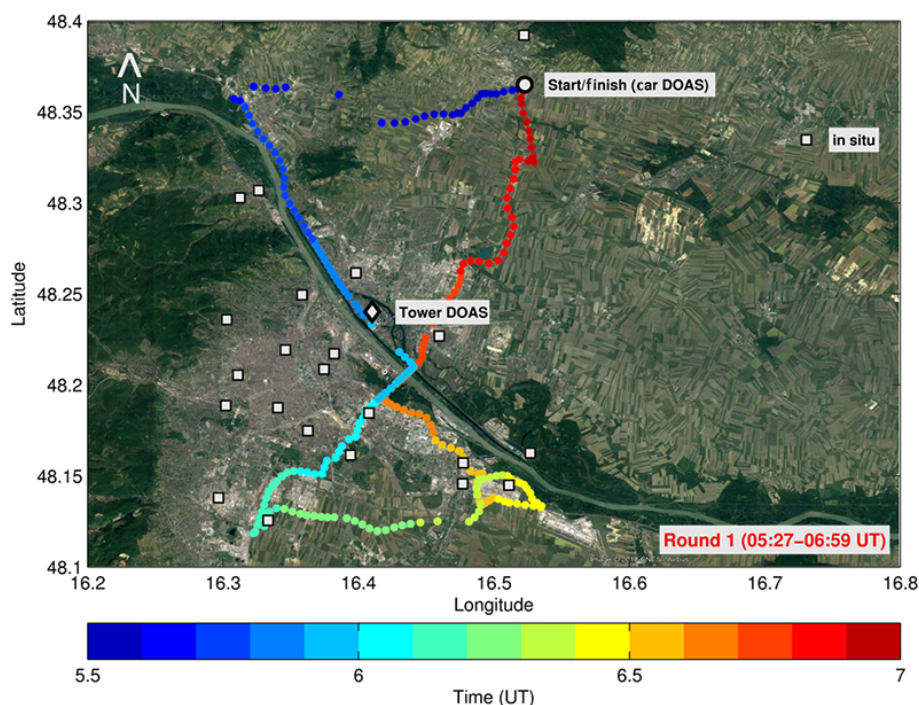 48.4
48.35
48.3
48.25
48.2
48.15
48.1
Latitude
N
Start/finish (car DOAS)
in situ
Tower DOAS
Round 1 (05:27–06:59 UT)
16.2
16.3
16.4
16.5
16.6
16.7
16.8
Longitude
5.5
6
6.5
7
Time (UT)